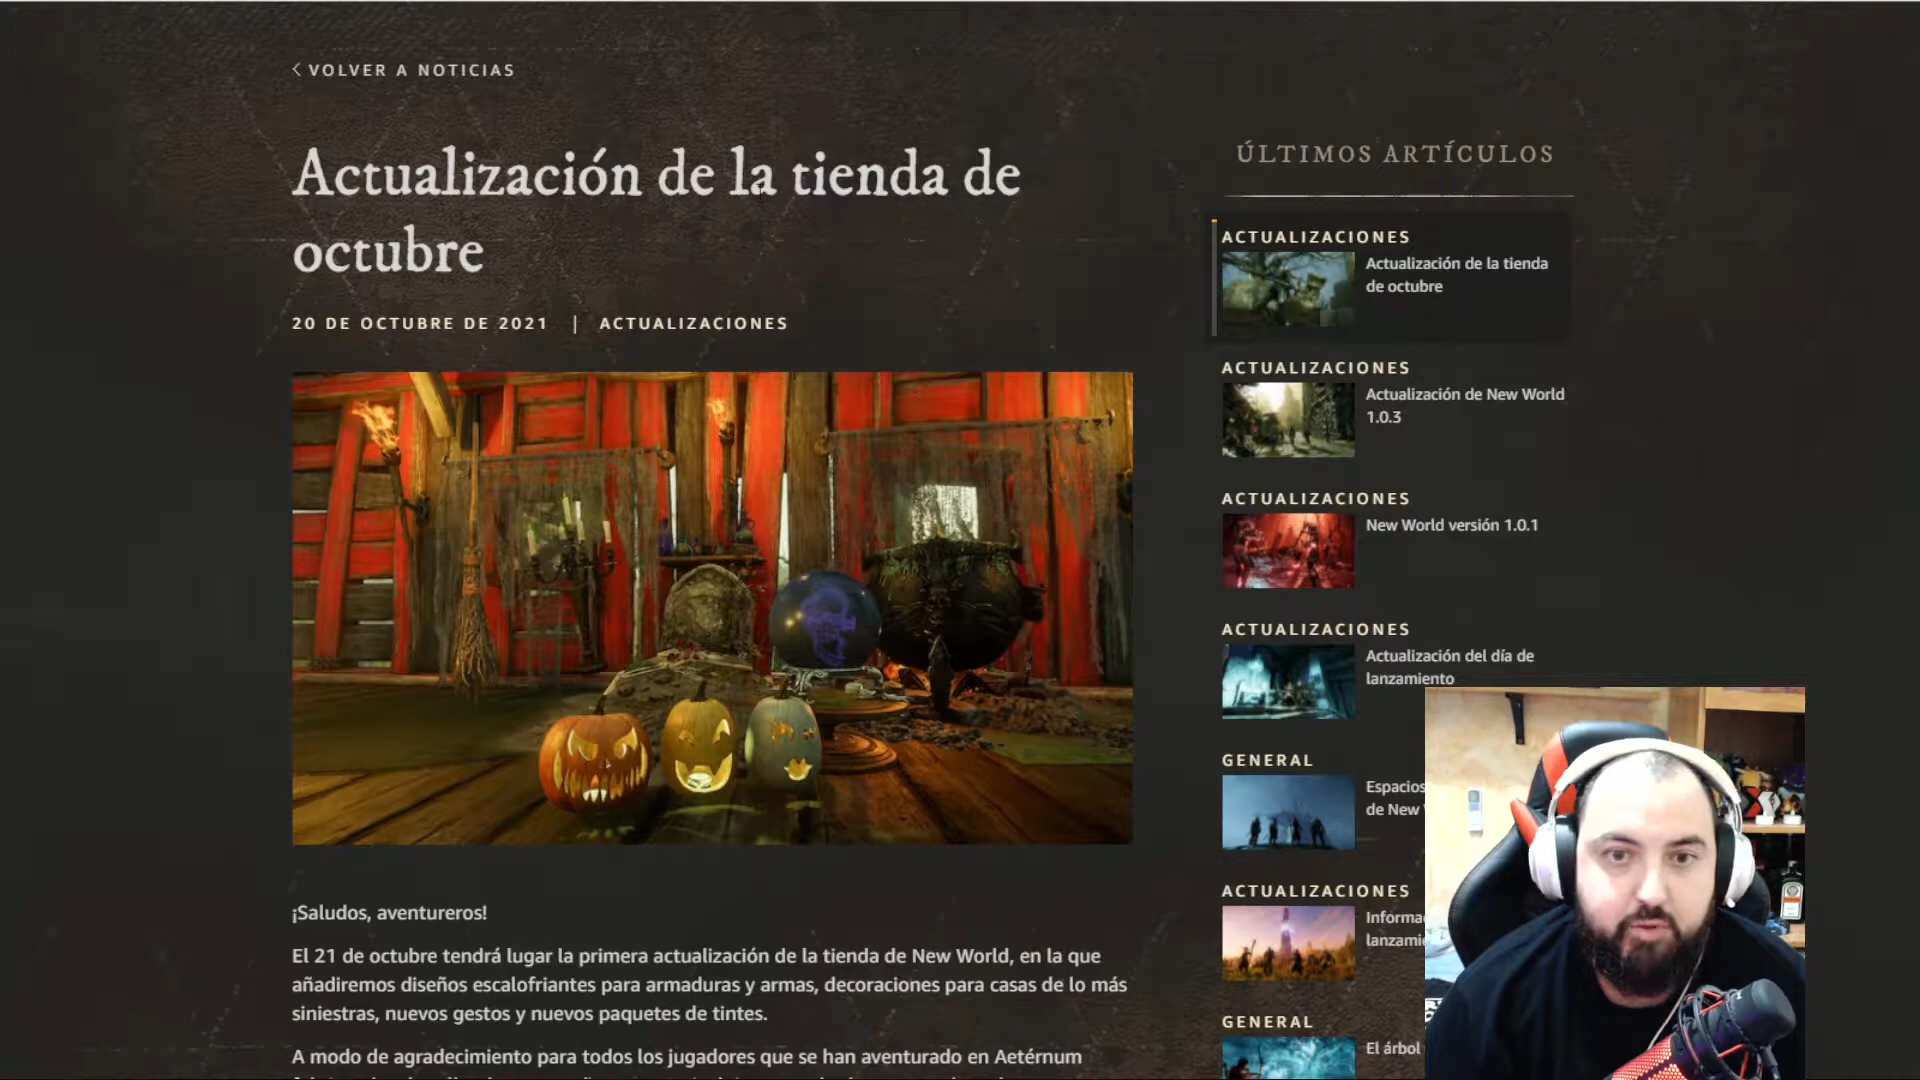 VOLVER A NOTICIAS
Actualización de la tienda de
octubre
20 DE OCTUBRE DE 2021 | ACTUALIZACIONES
¡Saludos, aventureros!
El 21 de octubre tendrá lugar la primera actualización de la tienda de New World, en la que
añadiremos diseños escalofriantes para armaduras y armas, decoraciones para casas de lo más
siniestras, nuevos gestos y nuevos paquetes de tintes.
A modo de agradecimiento para todos los jugadores que se han aventurado en Aetérnum
ÚLTIMOS ARTÍCULOS
ACTUALIZACIONES
Actualización de la tienda
de octubre
ACTUALIZACIONES
Actualización de New World
1.0.3
ACTUALIZACIONES
New World versión 1.0.1
ACTUALIZACIONES
Actualización del día de
lanzamiento
GENERAL
Espacios
de New
ACTUALIZACIONES
GENERAL
El árbol